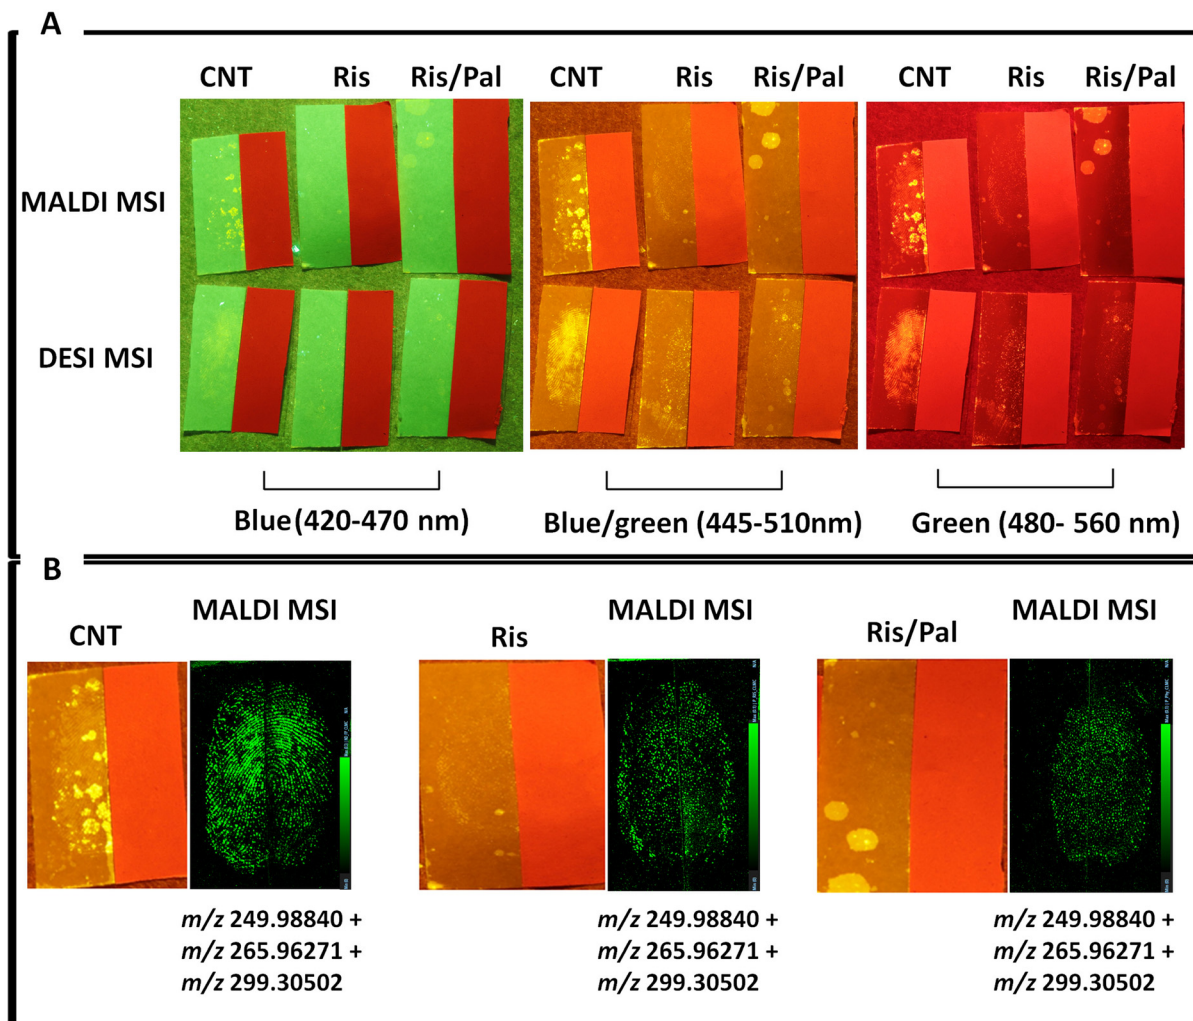 A
CNT Ris Ris/Pal CNT Ris Ris/Pal CNT Ris Ris/Pal
MALDI MSI
DESI MSI
Blue (420-470 nm) Blue/green (445-510nm) Green (480- 560 nm)
B
CNT MALDI MSI Ris MALDI MSI Ris/Pal MALDI MSI
m/z 249.98840 + m/z 249.98840 + m/z 249.98840 +
m/z 265.96271 + m/z 265.96271 + m/z 265.96271 +
m/z 299.30502 m/z 299.30502 m/z 299.30502